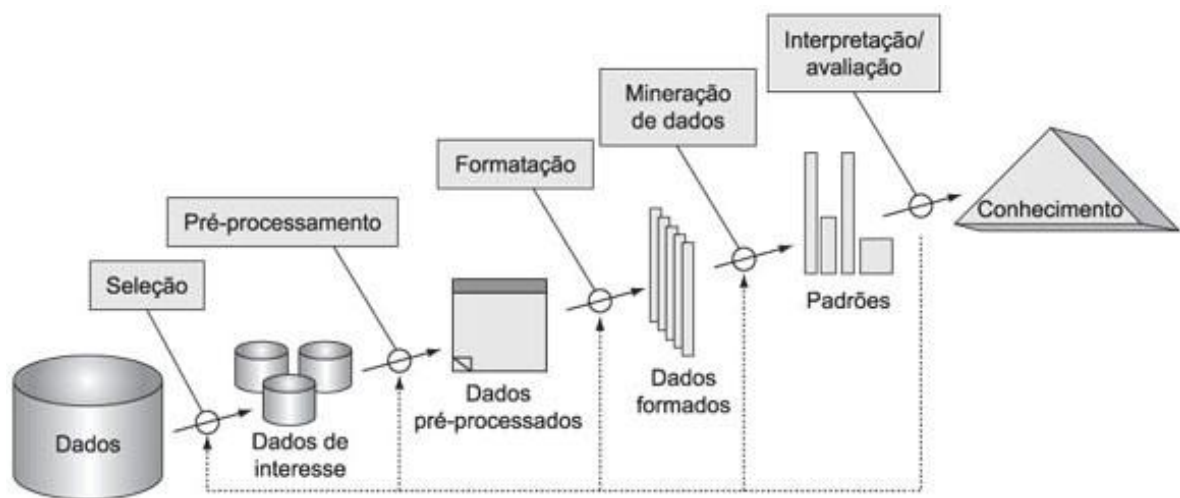 Interpretação/
avaliação
Mineração
de dados
Formatação
Pré-processamento
Seleção
Dados
Dados de
interesse
Dados
pré-processados
Dados
formados
Padrões
Conhecimento